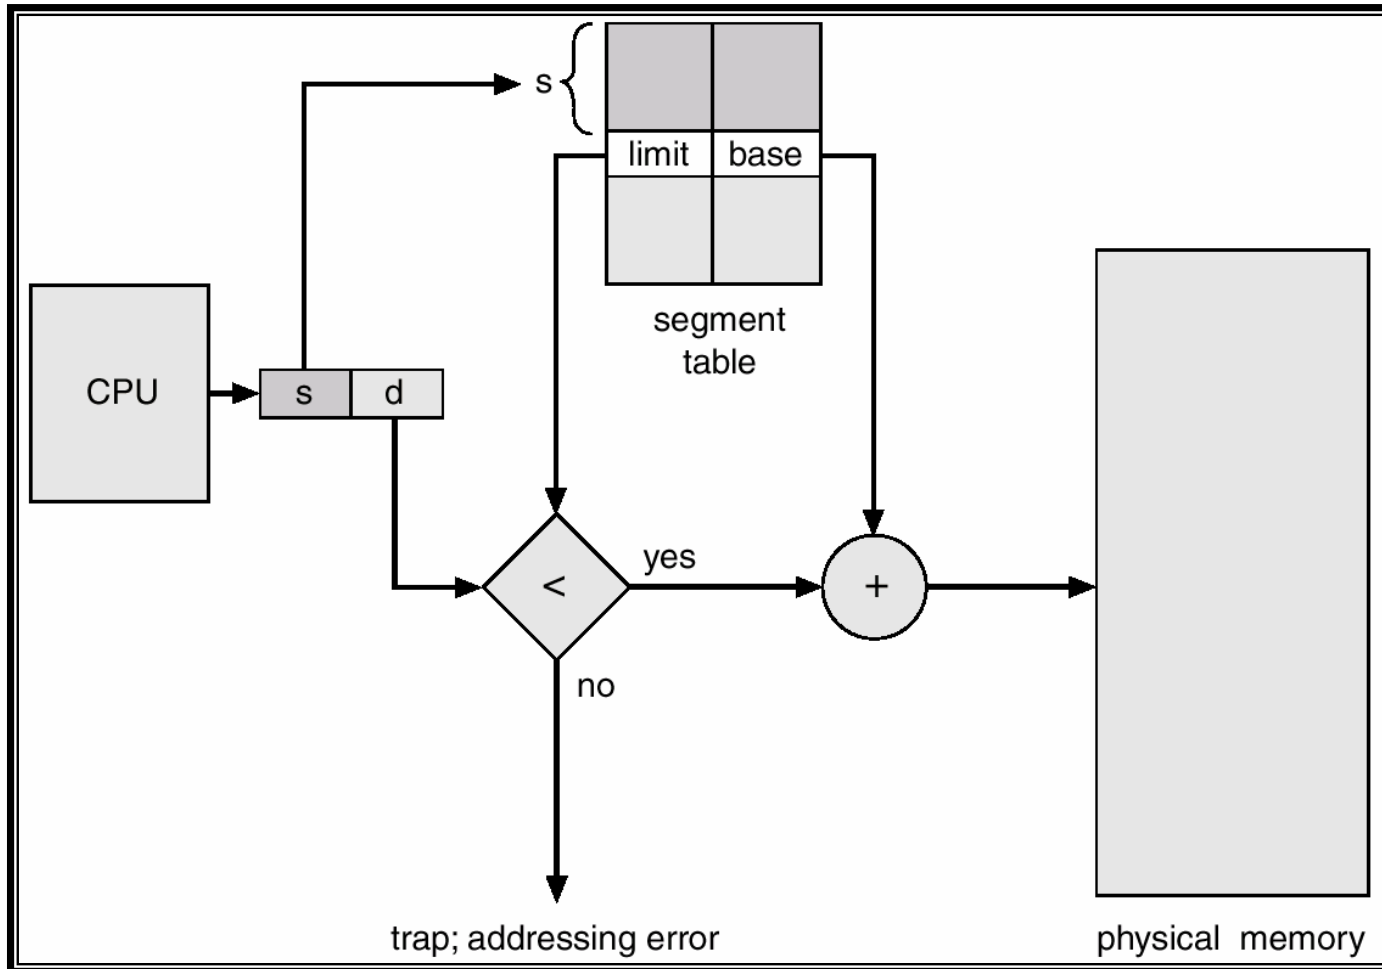 s
limit base
segment
table
CPU
s d
yes
<
+
no
trap; addressing error
physical memory